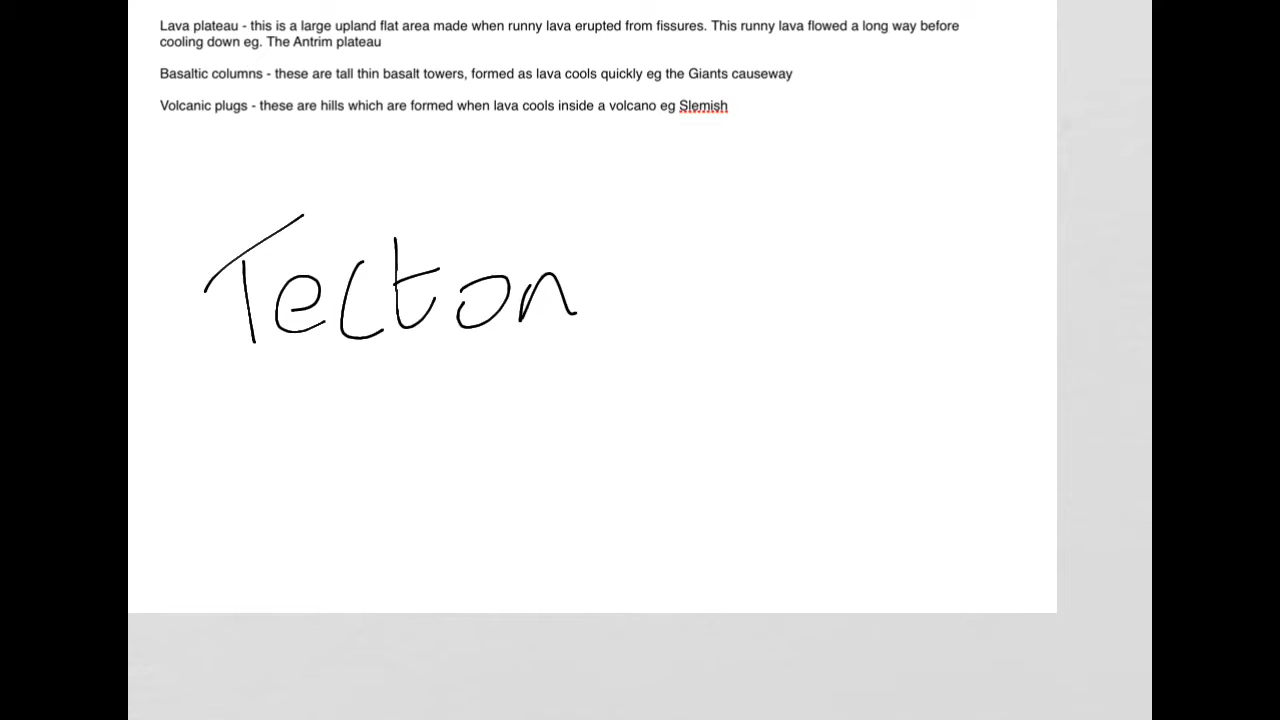 Lava plateau - this is a large upland flat area made when runny lava erupted from fissures. This runny lava flowed a long way before
cooling down eg. The Antrim plateau
Basaltic columns - these are tall thin basalt towers, formed as lava cools quickly eg the Giants causeway
Volcanic plugs - these are hills which are formed when lava cools inside a volcano eg Slemish
Tecton